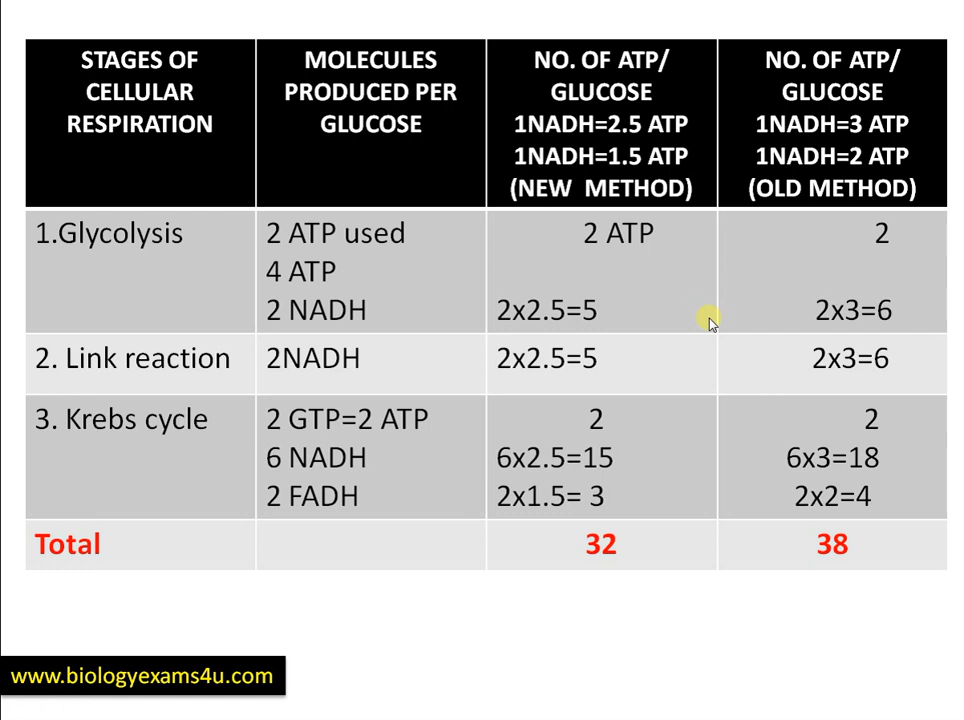 STAGES OF
CELLULAR
RESPIRATION
MOLECULES
PRODUCED PER
GLUCOSE
NO. OF ATP/
GLUCOSE
1NADH=2.5 ATP
1NADH=1.5 ATP
(NEW METHOD)
NO. OF ATP/
GLUCOSE
1NADH=3 ATP
1NADH=2 ATP
(OLD METHOD)
1.Glycolysis
2 ATP used
4 ATP
2 NADH
2 ATP
2x2.5=5
2
2x3=6
2. Link reaction
2NADH
2x2.5=5
2x3=6
3. Krebs cycle
2 GTP=2 ATP
6 NADH
2 FADH
2
6x2.5=15
2x1.5= 3
2
6x3=18
2x2=4
Total
32
38
www.biologyexams4u.com